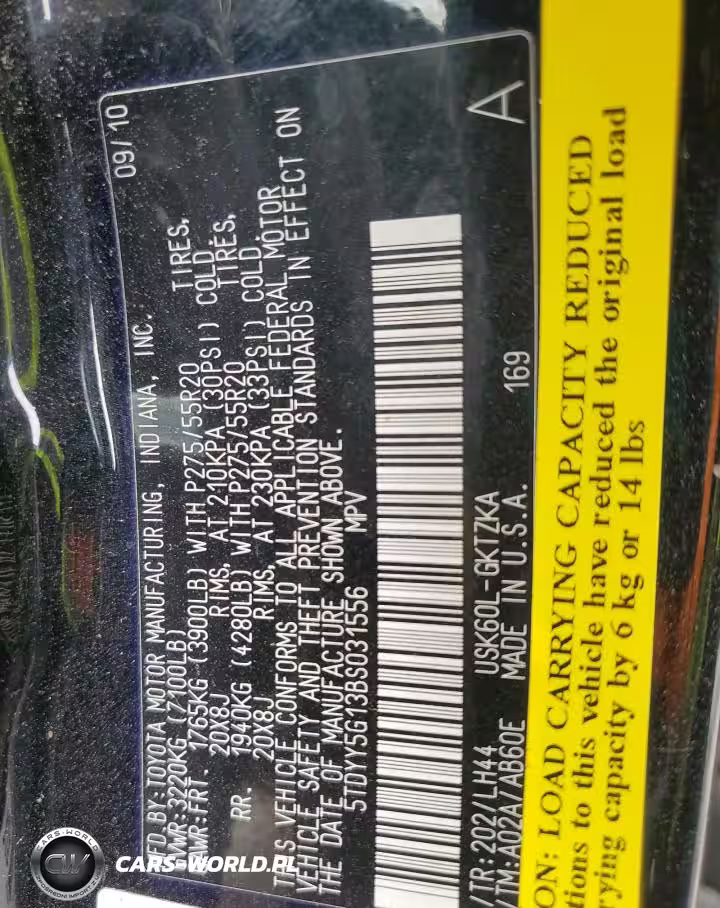 09/10
MFD.BY:TOYOTA MOTOR MANUFACTURING, INDIANA, INC.
GVWR:3220KG (7100LB)
GAWR:FRT. 1765KG (3900LB) WITH P275/55R20 TIRES,
20X8J RIMS, AT 210KPA (30PSI) COLD
RR. 1940KG (4280LB) WITH P275/55R20 TIRES,
20X8J RIMS, AT 230KPA (33PSI) COLD.
THIS VEHICLE CONFORMS TO ALL APPLICABLE FEDERAL MOTOR
VEHICLE SAFETY AND THEFT PREVENTION STANDARDS IN EFFECT ON
THE DATE OF MANUFACTURE SHOWN ABOVE.
5TDYY5G13BS031556 MPV
/TR:202/LH44 USK60L-GKTZKA 169 A
/TM:A02A/AB60E MADE IN U.S.A.
ON: LOAD CARRYING CAPACITY REDUCED
tions to this vehicle have reduced the original load
rying capacity by 6 kg or 14 lbs
CARS-WORLD
CW
CARS-WORLD.PL